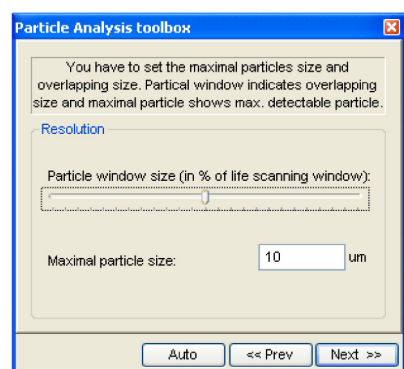 Particle Analysis toolbox
You have to set the maximal particles size and
overlapping size. Partical window indicates overlapping
size and maximal particle shows max. detectable particle.
Resolution
Particle window size (in % of life scanning window):
Maximal particle size:
10
um
Auto
<< Prev
Next >>